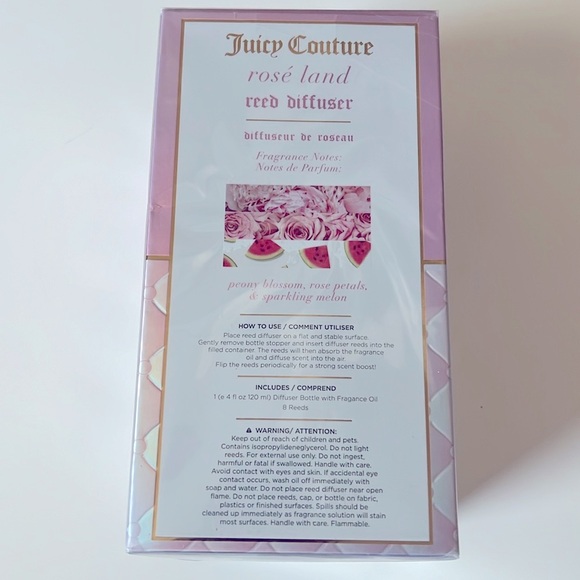 Juicy Couture
rosé land
reed diffuser
diffuseur de roseau
Fragrance Notes:
Notes de Parfum:
peony blossom, rose petals,
& sparkling melon
HOW TO USE / COMMENT UTILISER
Place reed diffuser on a flat and stable surface.
Gently remove bottle stopper and insert diffuser reeds into the
filled container. The reeds will then absorb the fragrance
oil and diffuse scent into the air.
Flip the reeds periodically for a strong scent boost!
INCLUDES / COMPREND
1 (e 4 fl oz 120 ml) Diffuser Bottle with Fragance Oil
8 Reeds
⚠ WARNING/ ATTENTION:
Keep out of reach of children and pets.
Contains isopropylideneglycerol. Do not light
reeds. For external use only. Do not ingest,
harmful or fatal if swallowed. Handle with care.
Avoid contact with eyes and skin. If accidental eye
contact occurs, wash oil off immediately with
soap and water. Do not place reed diffuser near open
flame. Do not place reeds, cap, or bottle on fabric,
plastics or finished surfaces. Spills should be
cleaned up immediately as fragrance solution will stain
most surfaces. Handle with care. Flammable.